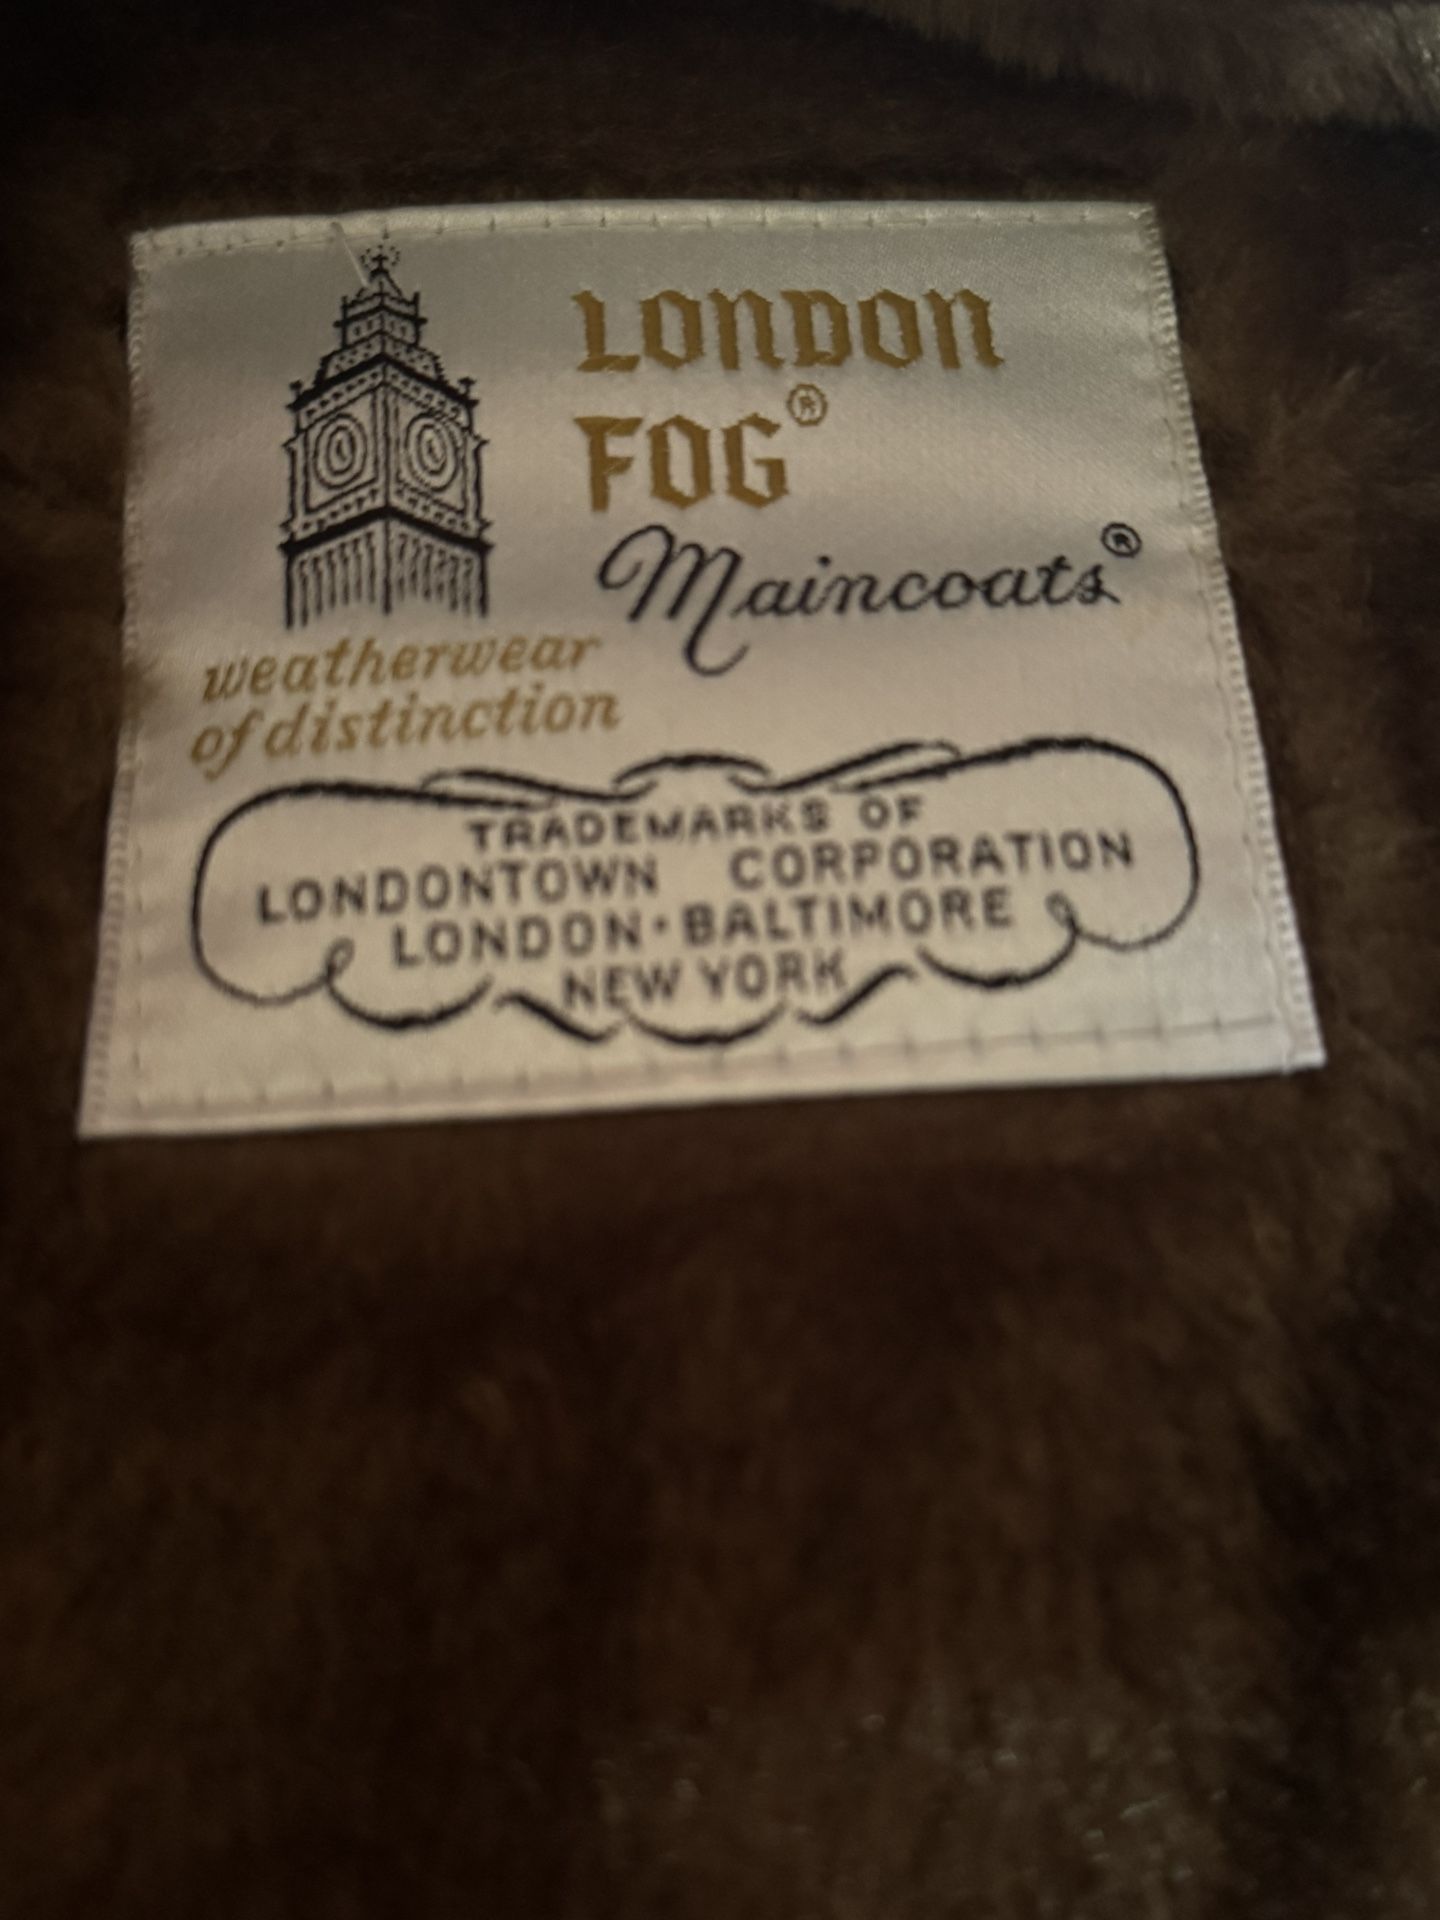 LONDON
FOG®
Maincoats®
weatherwear
of distinction
TRADEMARKS OF
LONDONTOWN CORPORATION
LONDON · BALTIMORE
NEW YORK